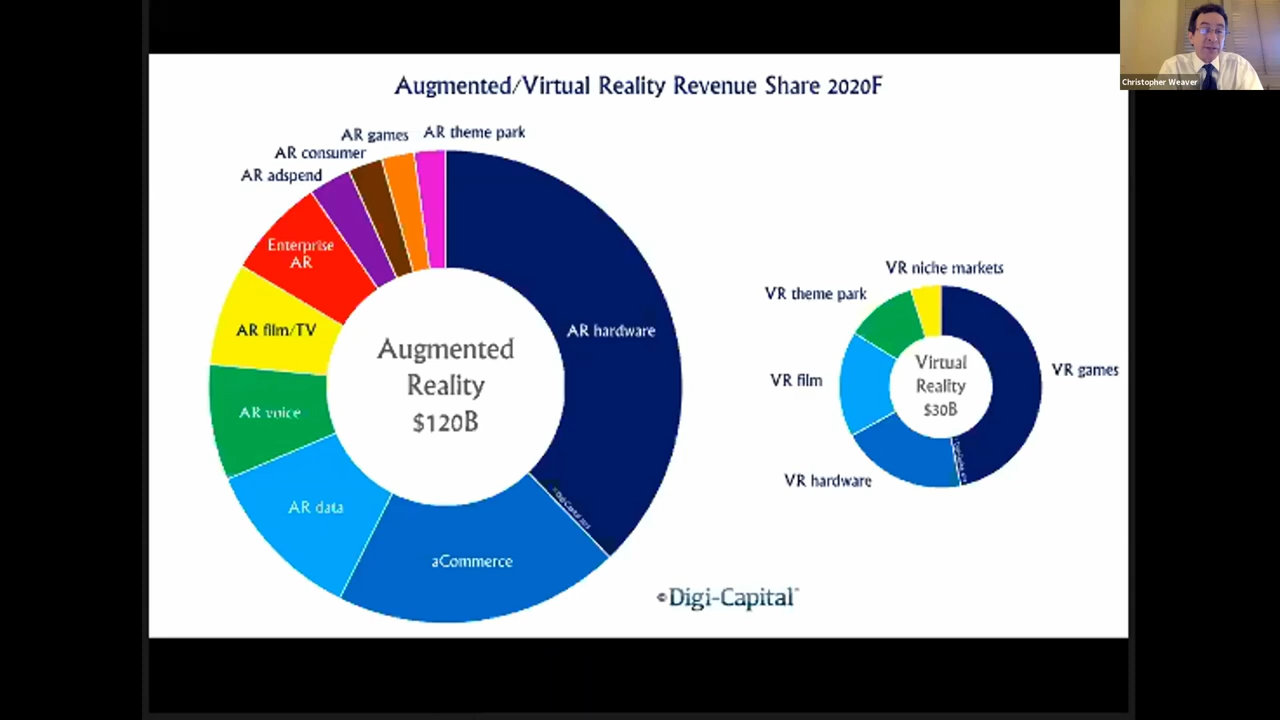 Christopher Weaver
Augmented/Virtual Reality Revenue Share 2020F
AR games
AR theme park
AR consumer
AR adspend
Enterprise
AR
AR film/TV
AR hardware
Augmented
Reality
$120B
AR voice
AR data
aCommerce
VR niche markets
VR theme park
VR games
Virtual
Reality
$30B
VR film
VR hardware
©Digi-Capital